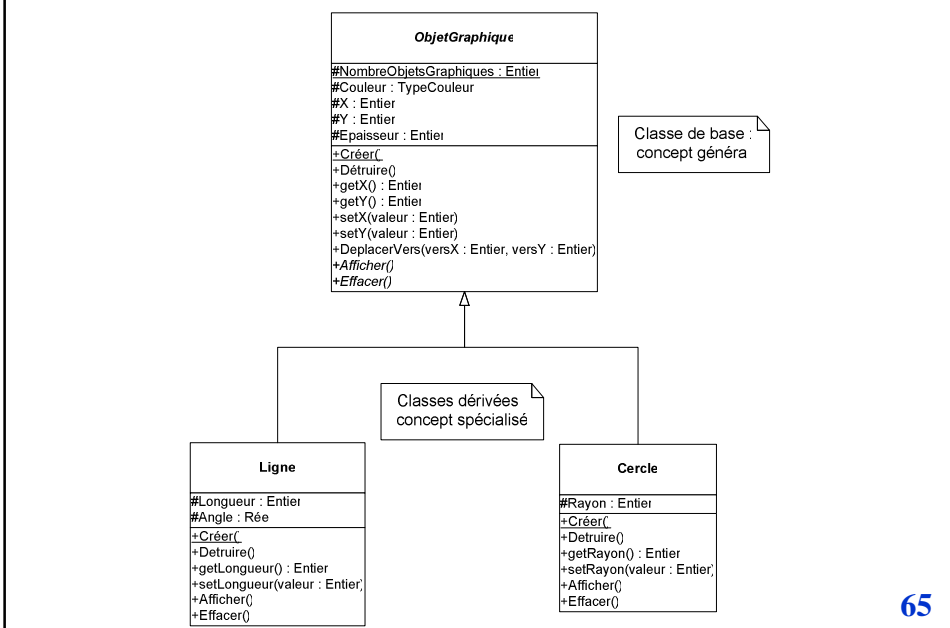 ObjetGraphique
#NombreObjetsGraphiques : Entier
#Couleur : TypeCouleur
#X : Entier
#Y : Entier
#Epaisseur : Entier
+Créer()
+Détruire()
+getX() : Entier
+getY() : Entier
+setX(valeur : Entier)
+setY(valeur : Entier)
+DeplacerVers(versX : Entier, versY : Entier)
+Afficher()
+Effacer()
Classe de base :
concept généra
Classes dérivées
concept spécialisé
Ligne
#Longueur : Entier
#Angle : Rée
+Créer()
+Detruire()
+getLongueur() : Entier
+setLongueur(valeur : Entier)
+Afficher()
+Effacer()
Cercle
#Rayon : Entier
+Créer()
+Detruire()
+getRayon() : Entier
+setRayon(valeur : Entier)
+Afficher()
+Effacer()
65